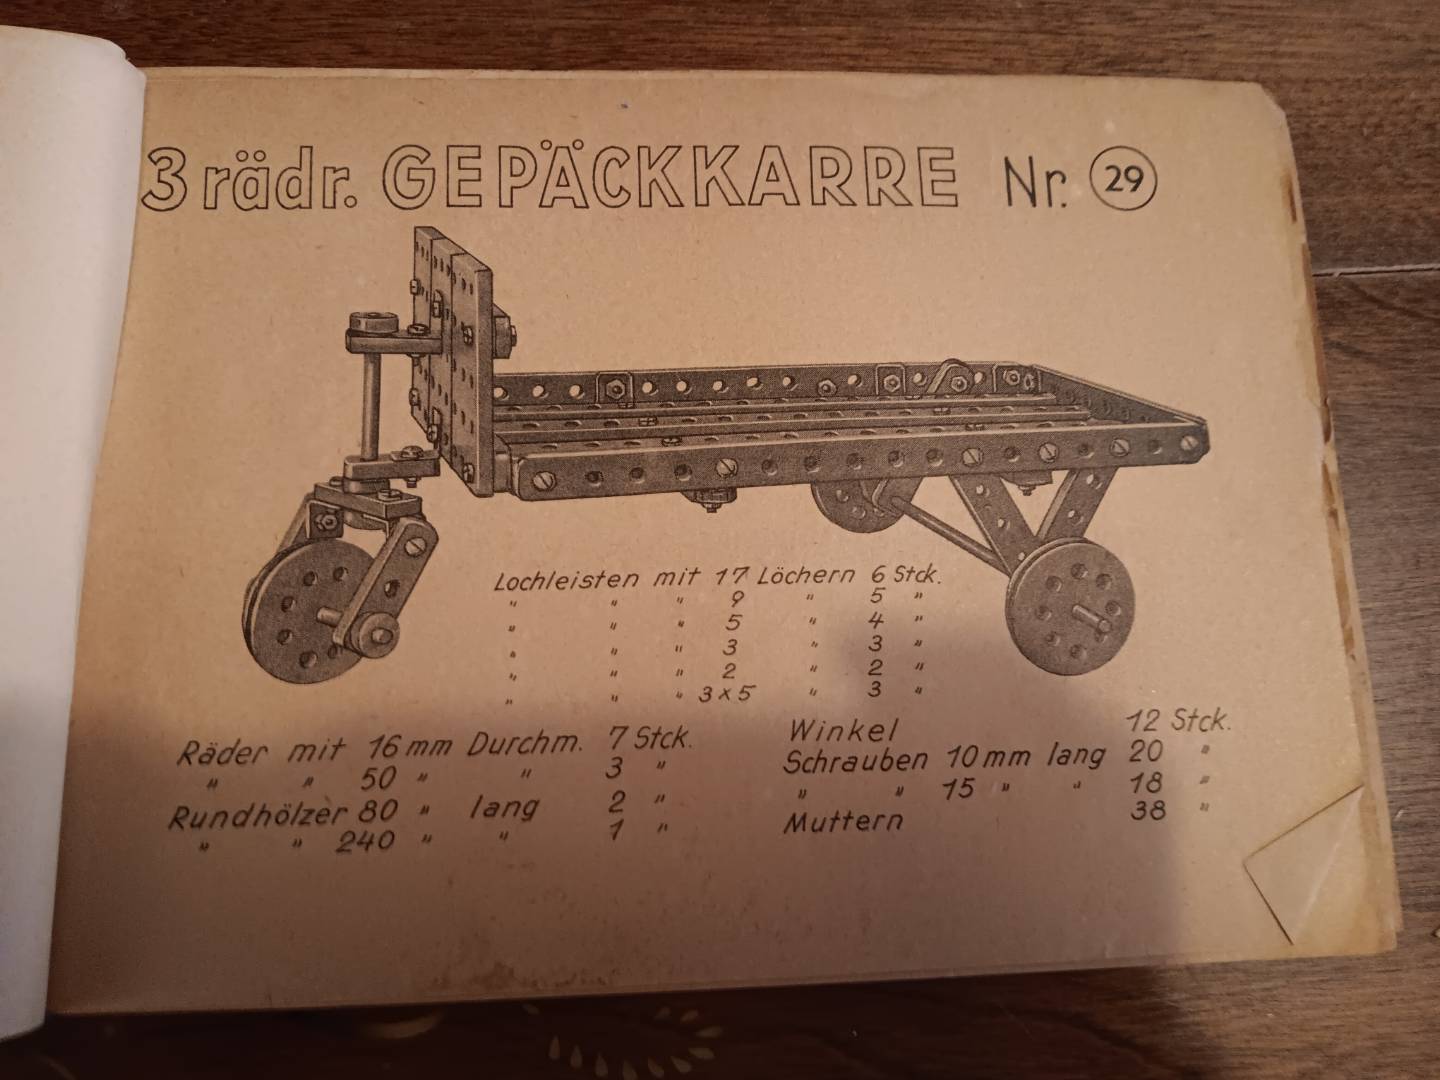 3 rädr. GEPÄCKKARRE Nr. 29
Lochleisten mit 17 Löchern 6 Stck.
" " " 9 " 5 "
" " " 5 " 4 "
" " " 3 " 3 "
" " " 2 " 2 "
" " " 3 x 5 " 3 "
Räder mit 16 mm Durchm. 7 Stck.
" " 50 " " 3 "
Rundhölzer 80 " lang 2 "
" " 240 " " 1 "
Winkel 12 Stck.
Schrauben 10 mm lang 20 "
" " 15 " " 18 "
Muttern 38 "